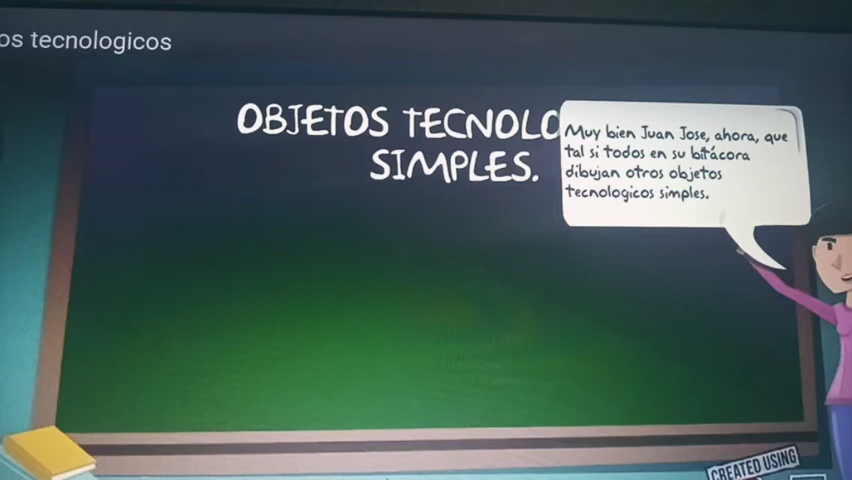 os tecnologicos
OBJETOS TECNOLO
SIMPLES.
Muy bien Juan Jose, ahora, que
tal si todos en su bitácora
dibujan otros objetos
tecnologicos simples.
CREATED USING